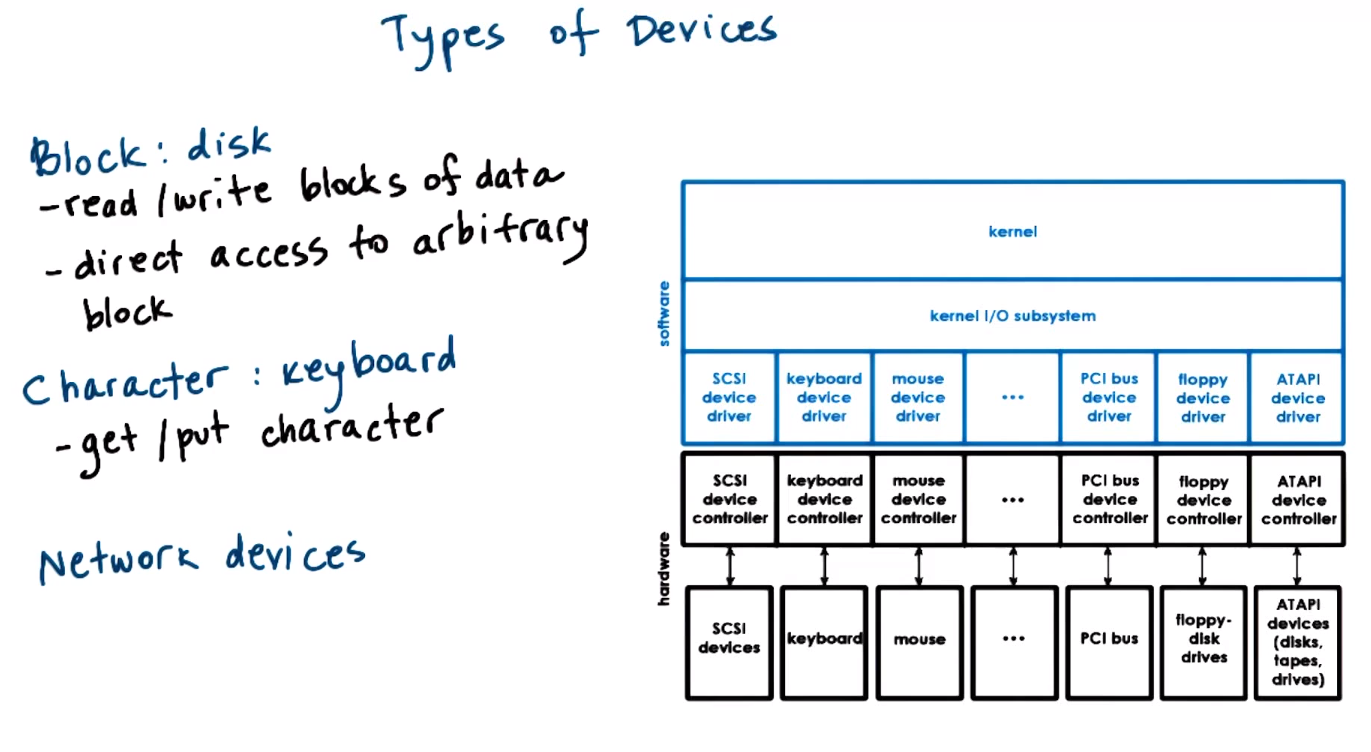 Types of Devices
Block: disk
-read/write blocks of data
- direct access to arbitrary
block
Character: keyboard
-get/put character
Network devices
software
kernel
kernel I/O subsystem
SCSI
device
driver
keyboard
device
driver
mouse
device
driver
...
PCI bus
device
driver
floppy
device
driver
ATAPI
device
driver
hardware
SCSI
device
controller
keyboard
device
controller
mouse
device
controller
...
PCI bus
device
controller
floppy
device
controller
ATAPI
device
controller
SCSI
devices
keyboard
mouse
...
PCI bus
floppy-
disk
drives
ATAPI
devices
(disks,
tapes,
drives)